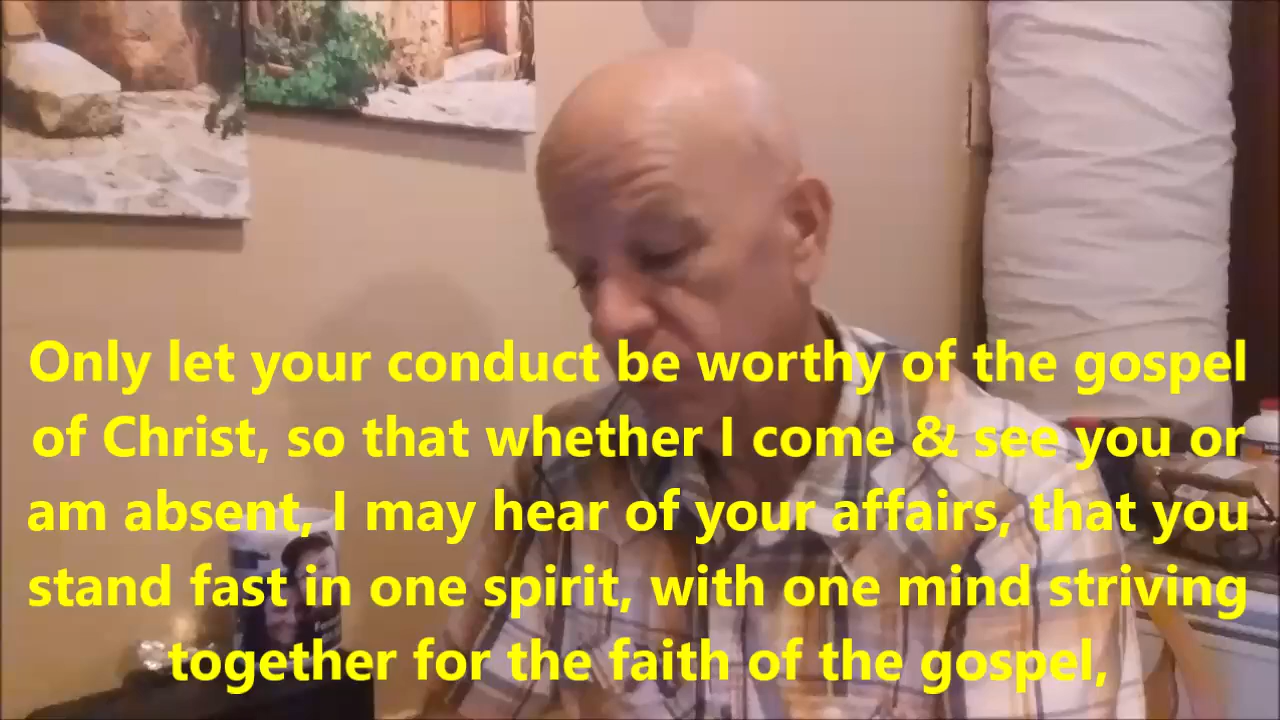 Only let your conduct be worthy of the gospel
of Christ, so that whether I come & see you or
am absent, I may hear of your affairs, that you
stand fast in one spirit, with one mind striving
together for the faith of the gospel,